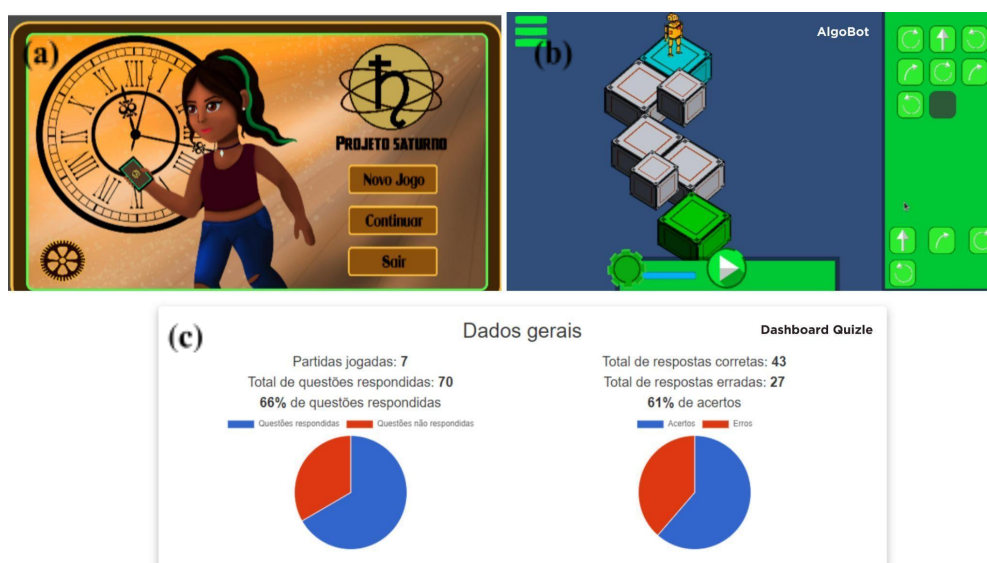 (a)
PROJETO SATURNO
Novo Jogo
Continuar
Sair
(b)
AlgoBot
(c)
Dados gerais
Dashboard Quizle
Partidas jogadas: 7
Total de questões respondidas: 70
66% de questões respondidas
Questões respondidas
Questões não respondidas
Total de respostas corretas: 43
Total de respostas erradas: 27
61% de acertos
Acertos
Erros